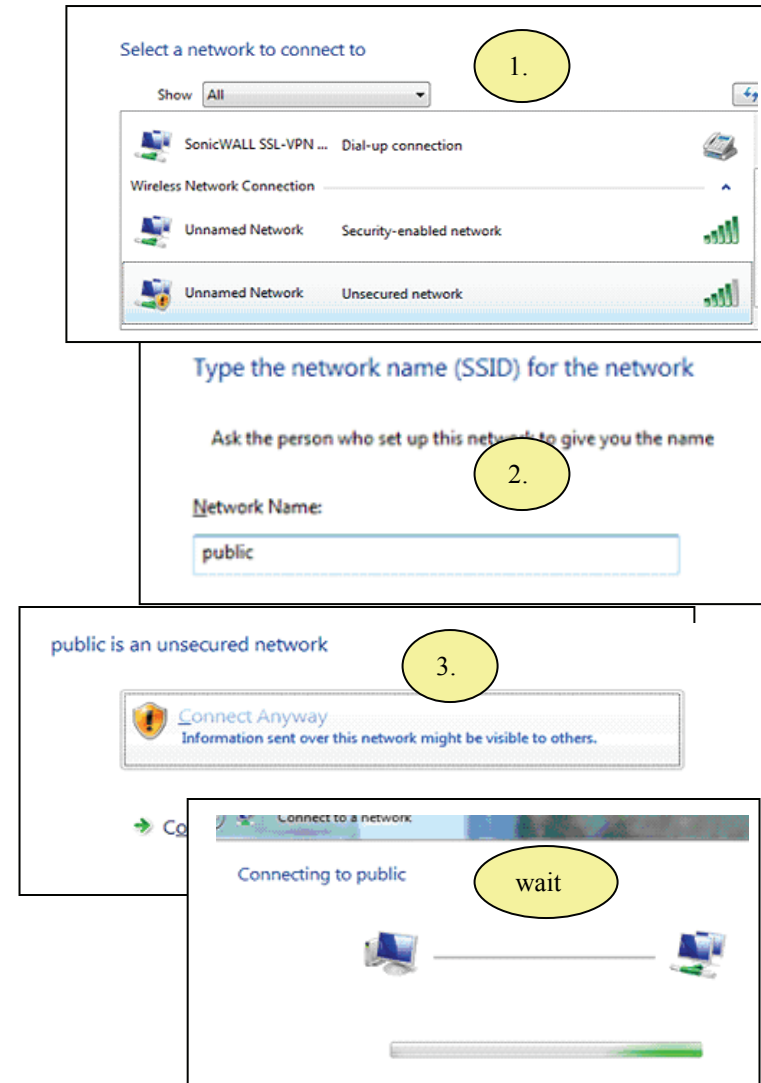 Select a network to connect to
1.
Show All
SonicWALL SSL-VPN ... Dial-up connection
Wireless Network Connection
Unnamed Network Security-enabled network
Unnamed Network Unsecured network
Type the network name (SSID) for the network
Ask the person who set up this network to give you the name
2.
Network Name:
public
public is an unsecured network
3.
Connect Anyway
Information sent over this network might be visible to others.
Co
Connect to a network
Connecting to public
wait